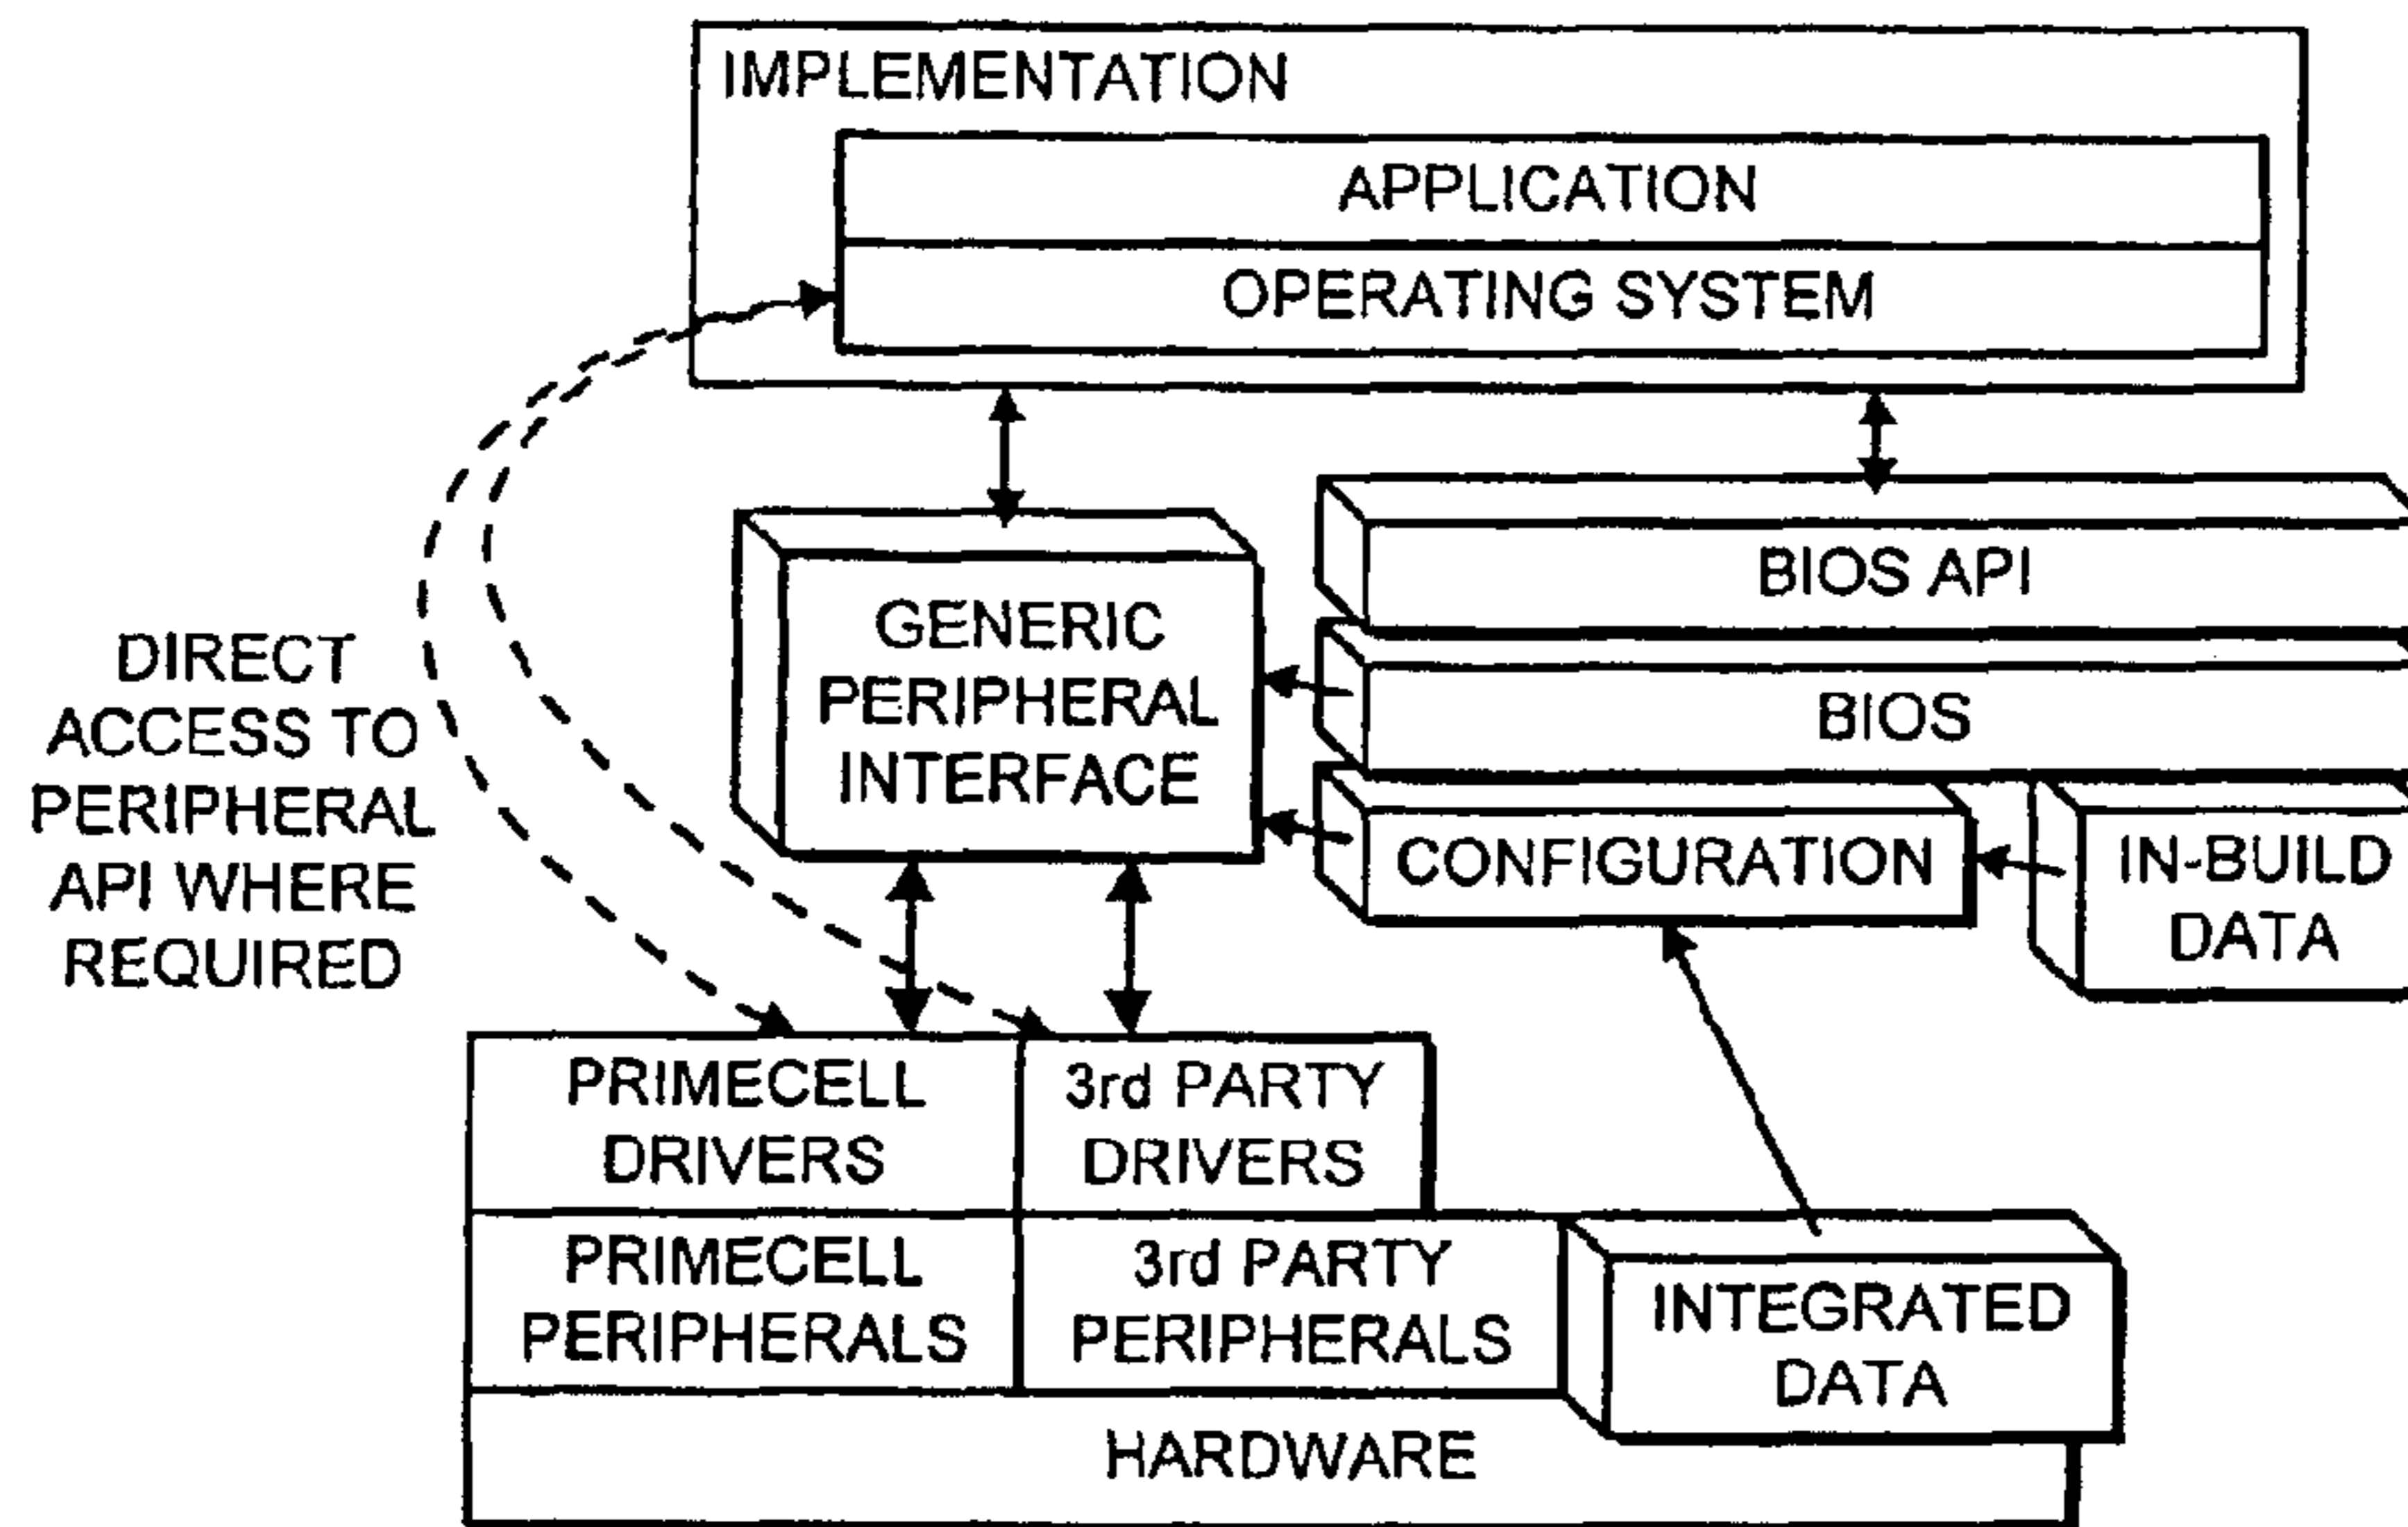 IMPLEMENTATION
APPLICATION
OPERATING SYSTEM
DIRECT
ACCESS TO
PERIPHERAL
API WHERE
REQUIRED
GENERIC
PERIPHERAL
INTERFACE
BIOS API
BIOS
CONFIGURATION
IN-BUILD
DATA
PRIMECELL
DRIVERS
3rd PARTY
DRIVERS
PRIMECELL
PERIPHERALS
3rd PARTY
PERIPHERALS
INTEGRATED
DATA
HARDWARE